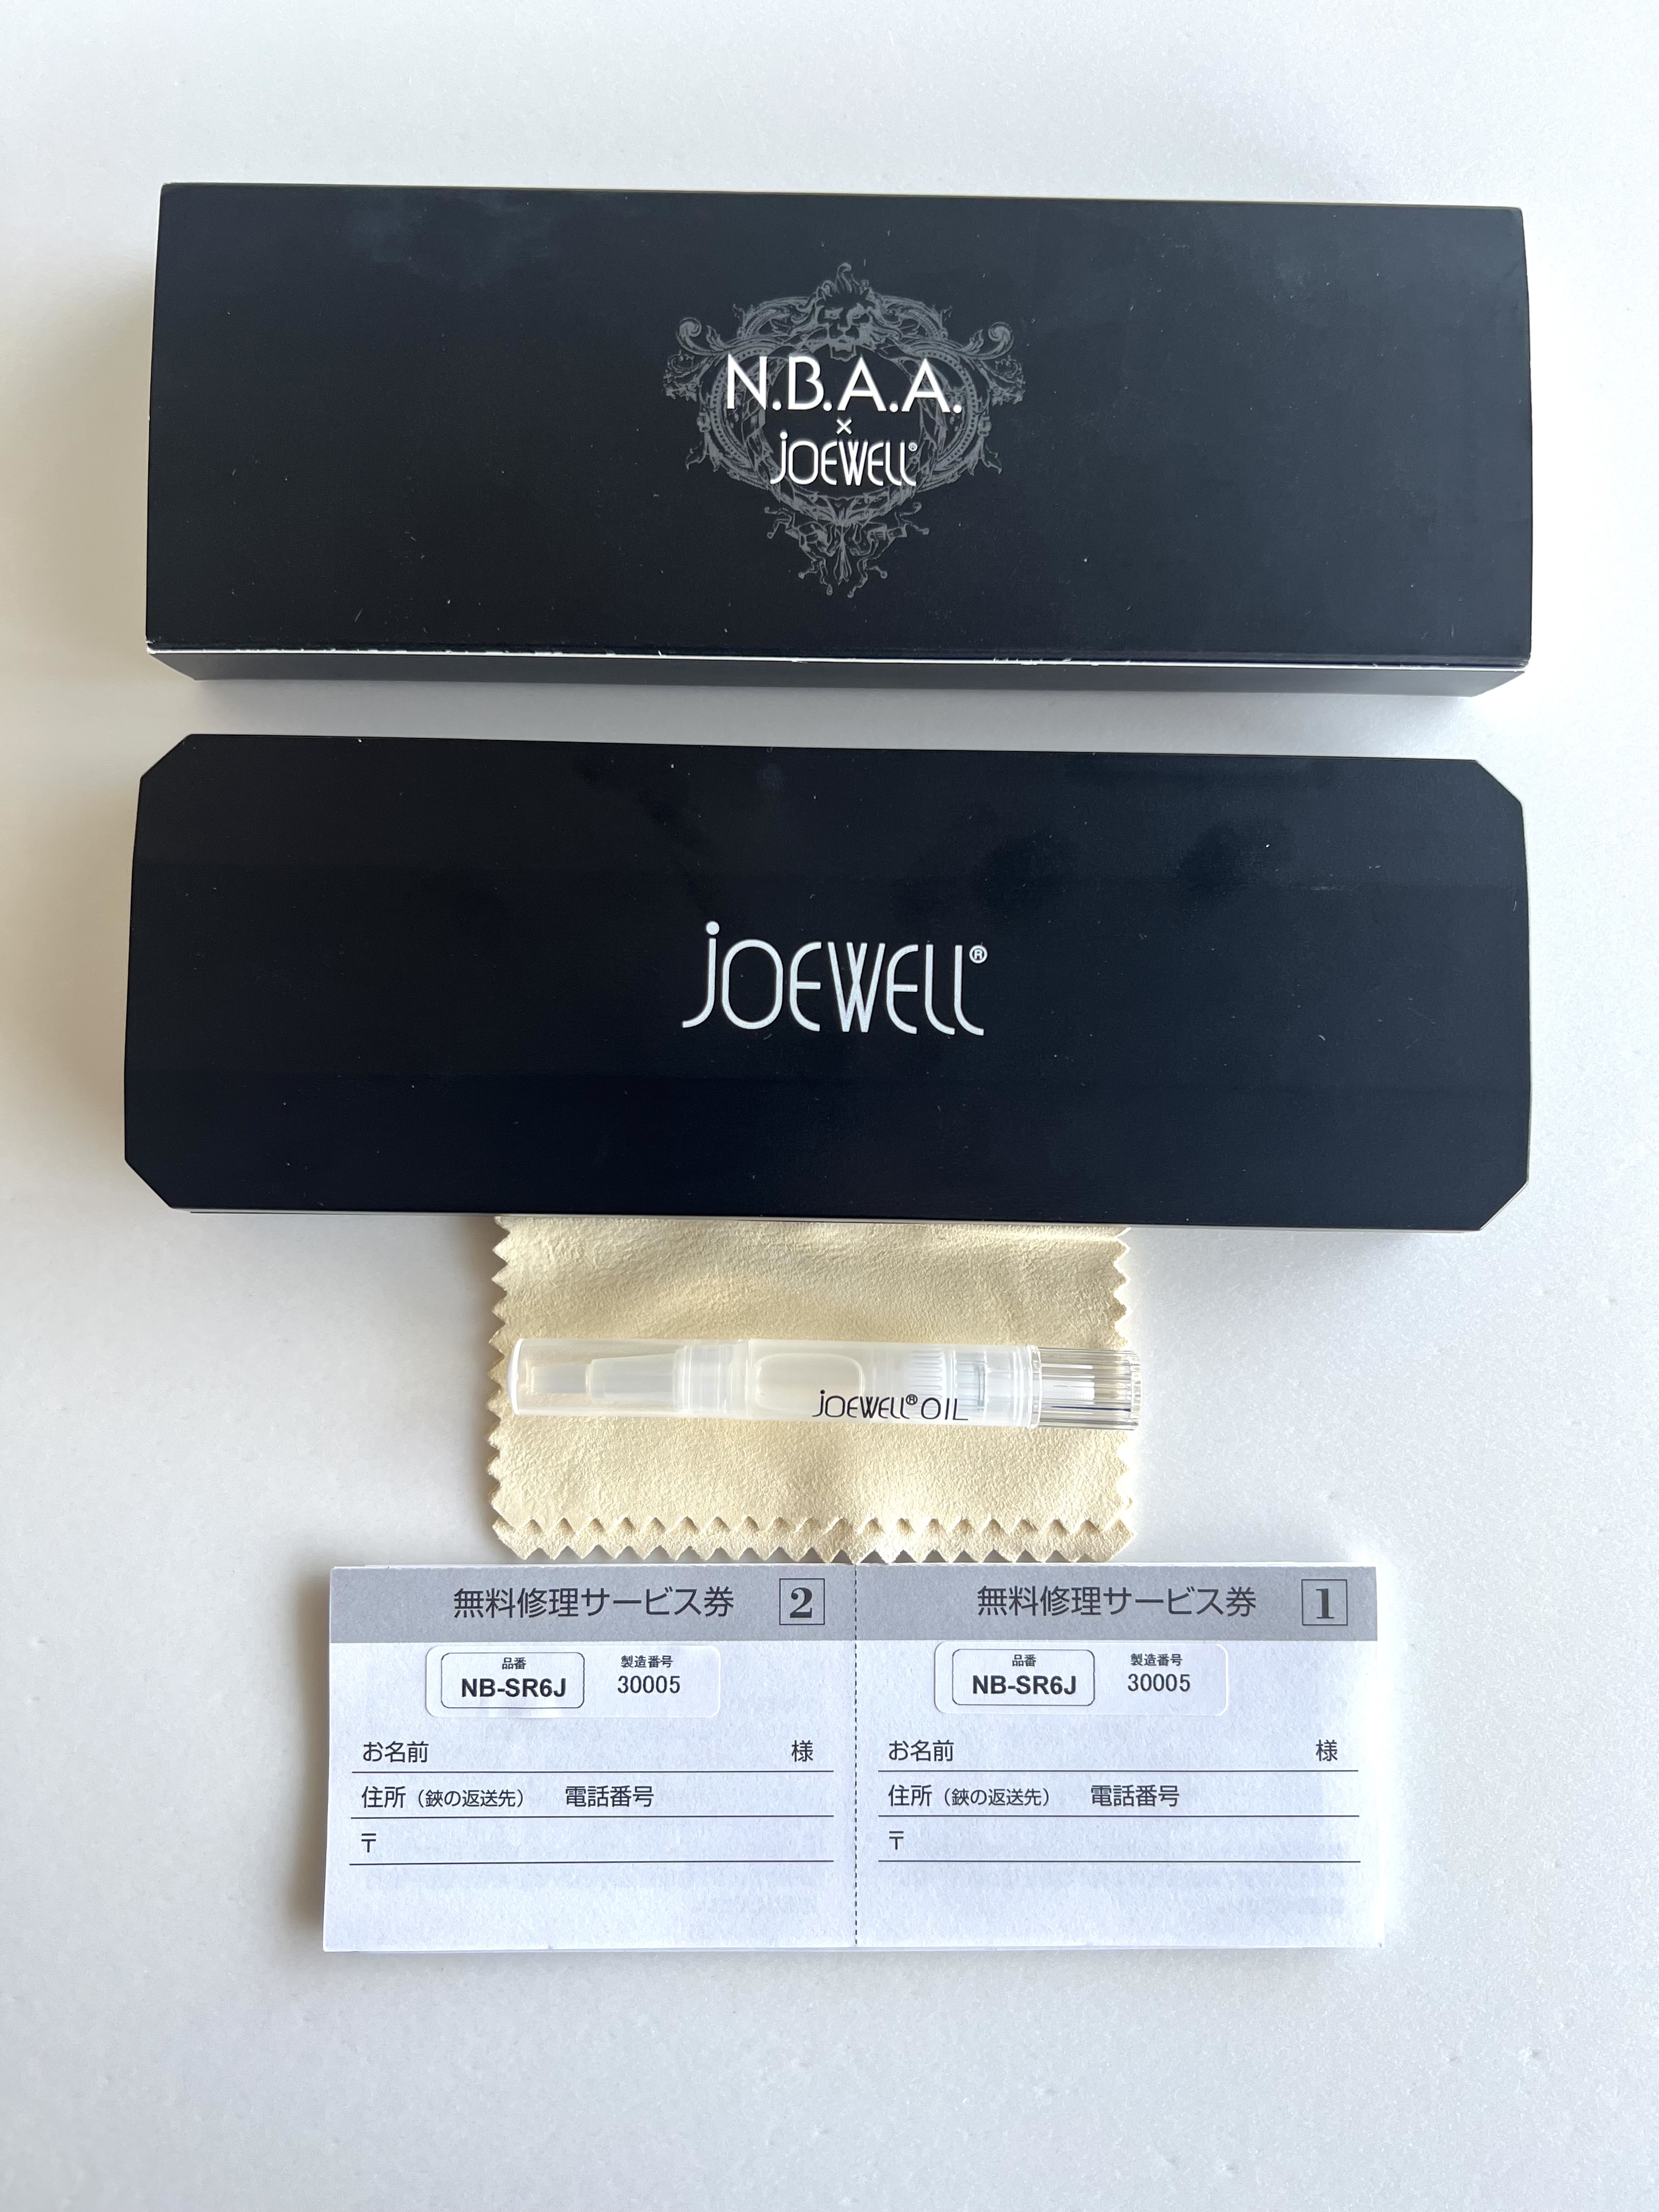 N.B.A.A.
×
JOEWELL®
JOEWELL®
JOEWELL® OIL
無料修理サービス券 2
品番 製造番号
NB-SR6J 30005
お名前 様
住所（鋏の返送先） 電話番号
〒
無料修理サービス券 1
品番 製造番号
NB-SR6J 30005
お名前 様
住所（鋏の返送先） 電話番号
〒